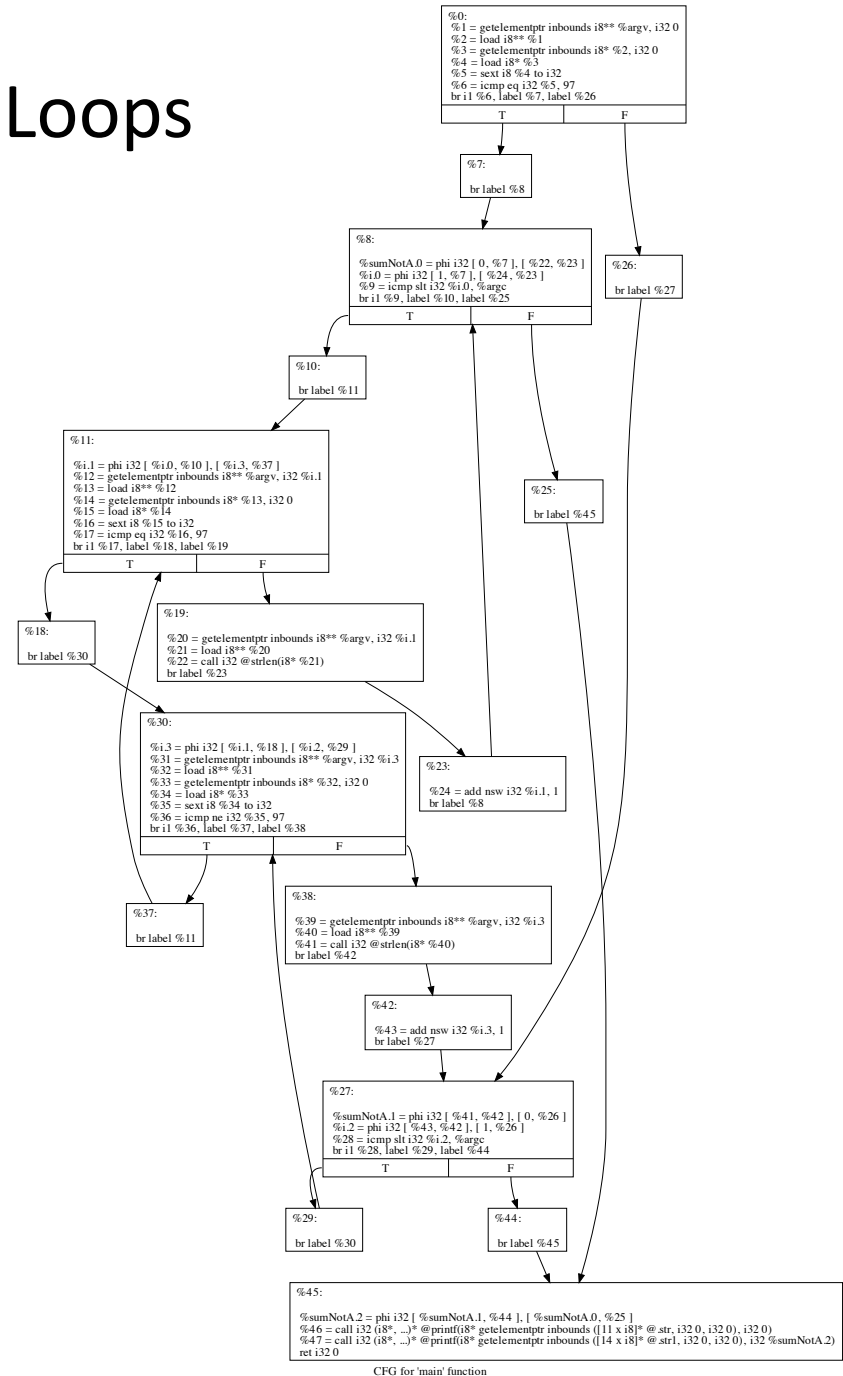 Loops
%0:
%1 = getelementptr inbounds i8** %argv, i32 0
%2 = load i8** %1
%3 = getelementptr inbounds i8* %2, i32 0
%4 = load i8* %3
%5 = sext i8 %4 to i32
%6 = icmp eq i32 %5, 97
br i1 %6, label %7, label %26
T F
%7:
br label %8
%8:
%sumNotA.0 = phi i32 [ 0, %7 ], [ %22, %23 ]
%i.0 = phi i32 [ 1, %7 ], [ %24, %23 ]
%9 = icmp slt i32 %i.0, %argc
br i1 %9, label %10, label %25
T F
%26:
br label %27
%10:
br label %11
%11:
%i.1 = phi i32 [ %i.0, %10 ], [ %i.3, %37 ]
%12 = getelementptr inbounds i8** %argv, i32 %i.1
%13 = load i8** %12
%14 = getelementptr inbounds i8* %13, i32 0
%15 = load i8* %14
%16 = sext i8 %15 to i32
%17 = icmp eq i32 %16, 97
br i1 %17, label %18, label %19
T F
%25:
br label %45
%18:
br label %30
%19:
%20 = getelementptr inbounds i8** %argv, i32 %i.1
%21 = load i8** %20
%22 = call i32 @strlen(i8* %21)
br label %23
%30:
%i.3 = phi i32 [ %i.1, %18 ], [ %i.2, %29 ]
%31 = getelementptr inbounds i8** %argv, i32 %i.3
%32 = load i8** %31
%33 = getelementptr inbounds i8* %32, i32 0
%34 = load i8* %33
%35 = sext i8 %34 to i32
%36 = icmp ne i32 %35, 97
br i1 %36, label %37, label %38
T F
%23:
%24 = add nsw i32 %i.1, 1
br label %8
%37:
br label %11
%38:
%39 = getelementptr inbounds i8** %argv, i32 %i.3
%40 = load i8** %39
%41 = call i32 @strlen(i8* %40)
br label %42
%42:
%43 = add nsw i32 %i.3, 1
br label %27
%27:
%sumNotA.1 = phi i32 [ %41, %42 ], [ 0, %26 ]
%i.2 = phi i32 [ %43, %42 ], [ 1, %26 ]
%28 = icmp slt i32 %i.2, %argc
br i1 %28, label %29, label %44
T F
%29:
br label %30
%44:
br label %45
%45:
%sumNotA.2 = phi i32 [ %sumNotA.1, %44 ], [ %sumNotA.0, %25 ]
%46 = call i32 (i8*, ...)* @printf(i8* getelementptr inbounds ([11 x i8]* @.str, i32 0, i32 0), i32 0)
%47 = call i32 (i8*, ...)* @printf(i8* getelementptr inbounds ([14 x i8]* @.str1, i32 0, i32 0), i32 %sumNotA.2)
ret i32 0
CFG for 'main' function